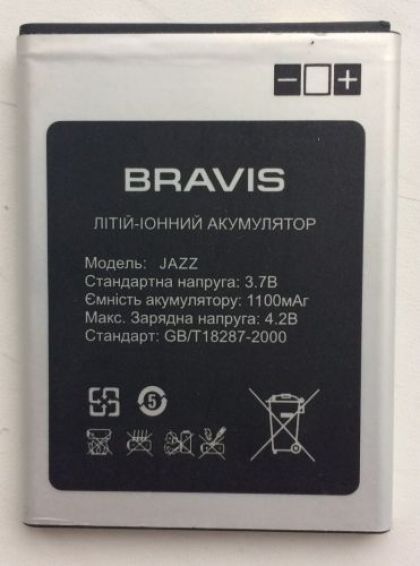 − +
BRAVIS
ЛІТІЙ-ІОННИЙ АКУМУЛЯТОР
Модель: JAZZ
Стандартна напруга: 3.7В
Ємність акумулятору: 1100мАг
Макс. Зарядна напруга: 4.2В
Стандарт: GB/T18287-2000
5